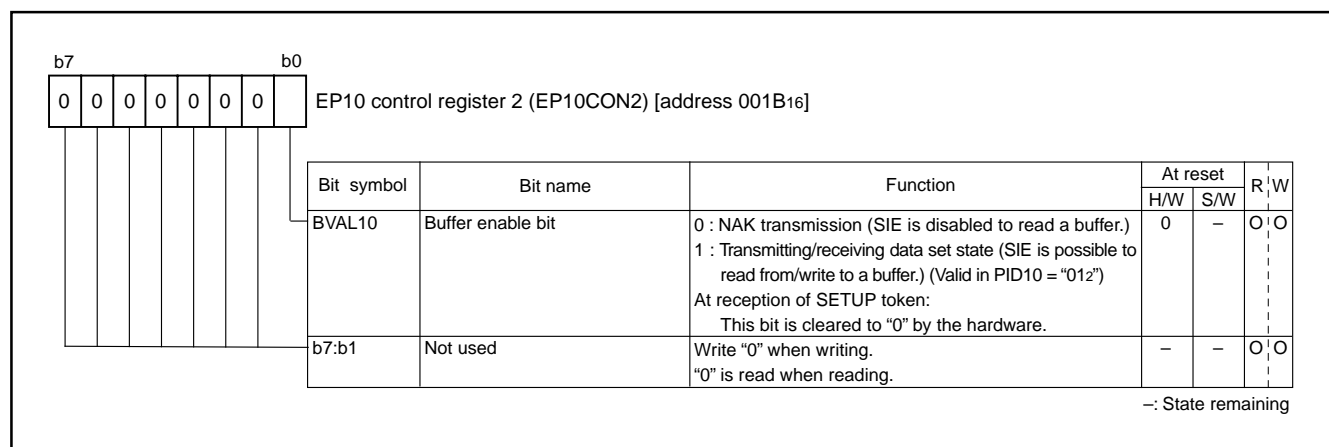 b7 b0
0 0 0 0 0 0 0 EP10 control register 2 (EP10CON2) [address 001B16]
Bit symbol Bit name Function At reset R W
H/W S/W
BVAL10 Buffer enable bit 0 : NAK transmission (SIE is disabled to read a buffer.) 0 – O O
1 : Transmitting/receiving data set state (SIE is possible to
read from/write to a buffer.) (Valid in PID10 = “012”)
At reception of SETUP token:
This bit is cleared to “0” by the hardware.
b7:b1 Not used Write “0” when writing. – – O O
“0” is read when reading.
–: State remaining